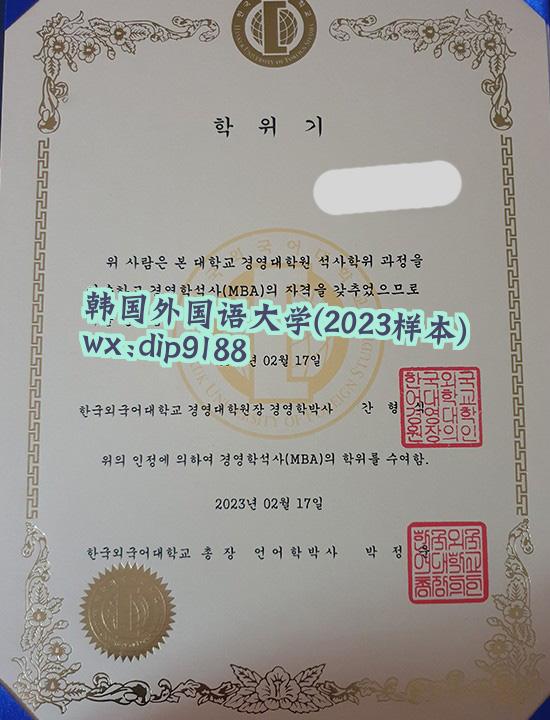 학 위 기
위 사람은 본 대학교 경영대학원 석사학위 과정을
경영학석사(MBA)의 자격을 갖추었으므로
韩国外国语大学(2023样本)
wx:dip9188
02월 17일
한국외국어대학교 경영대학원장 경영학박사 간 형
위의 인정에 의하여 경영학석사(MBA)의 학위를 수여함.
2023년 02월 17일
한국외국어대학교 총 장 언어학박사 박 정